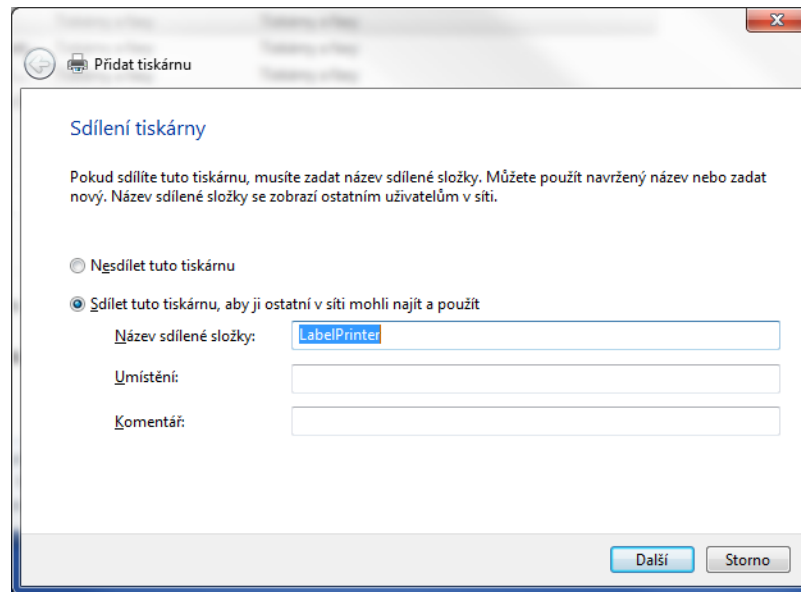 Přidat tiskárnu
Sdílení tiskárny
Pokud sdílíte tuto tiskárnu, musíte zadat název sdílené složky. Můžete použít navržený název nebo zadat
nový. Název sdílené složky se zobrazí ostatním uživatelům v síti.
Nesdílet tuto tiskárnu
Sdílet tuto tiskárnu, aby ji ostatní v síti mohli najít a použít
Název sdílené složky: LabelPrinter
Umístění:
Komentář:
Další Storno